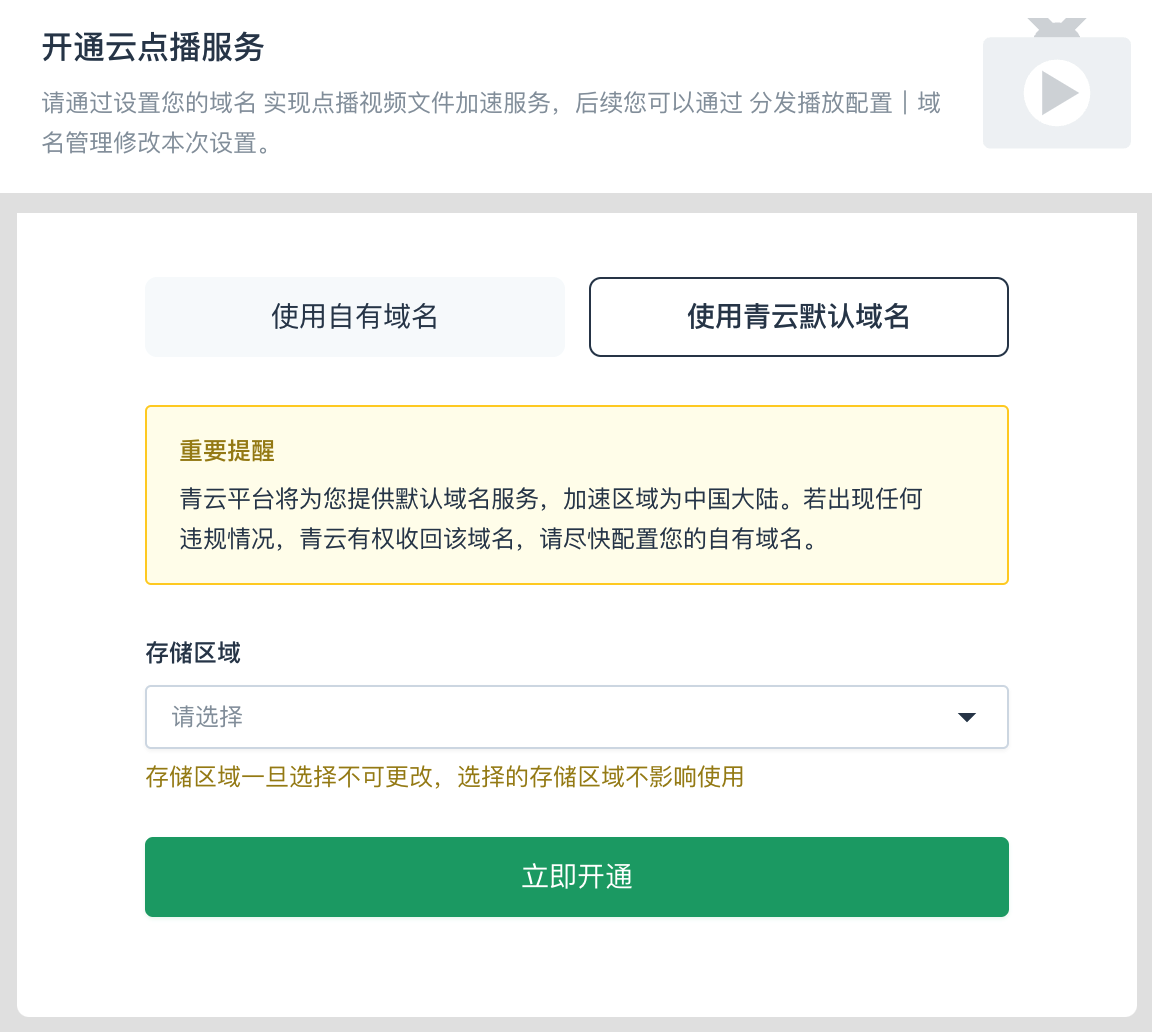 开通云点播服务
请通过设置您的域名 实现点播视频文件加速服务，后续您可以通过 分发播放配置｜域
名管理修改本次设置。
使用自有域名
使用青云默认域名
重要提醒
青云平台将为您提供默认域名服务，加速区域为中国大陆。若出现任何
违规情况，青云有权收回该域名，请尽快配置您的自有域名。
存储区域
请选择
存储区域一旦选择不可更改，选择的存储区域不影响使用
立即开通